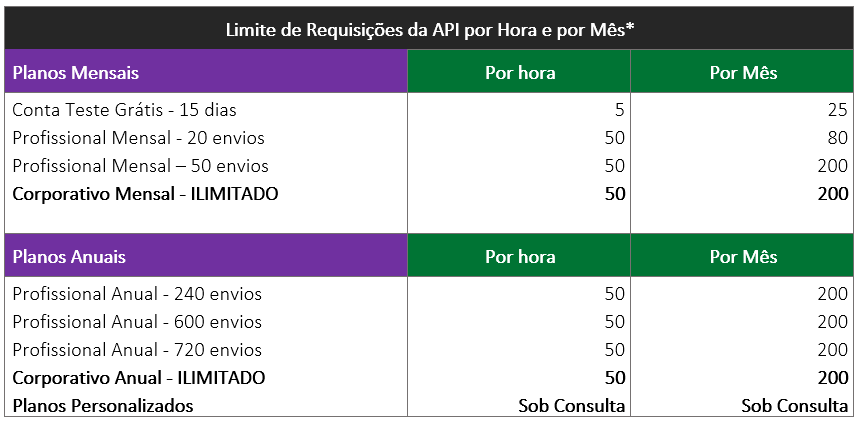 Limite de Requisições da API por Hora e por Mês*
Planos Mensais Por hora Por Mês
Conta Teste Grátis - 15 dias 5 25
Profissional Mensal - 20 envios 50 80
Profissional Mensal – 50 envios 50 200
Corporativo Mensal - ILIMITADO 50 200
Planos Anuais Por hora Por Mês
Profissional Anual - 240 envios 50 200
Profissional Anual - 600 envios 50 200
Profissional Anual - 720 envios 50 200
Corporativo Anual - ILIMITADO 50 200
Planos Personalizados Sob Consulta Sob Consulta